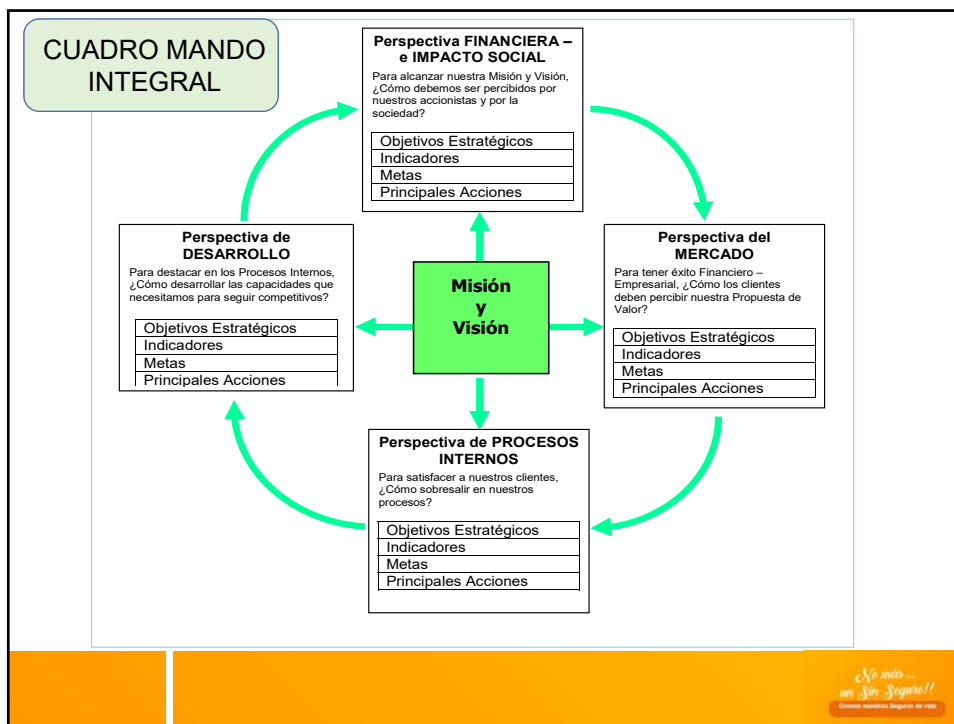 CUADRO MANDO
INTEGRAL
Perspectiva FINANCIERA –
e IMPACTO SOCIAL
Para alcanzar nuestra Misión y Visión,
¿Cómo debemos ser percibidos por
nuestros accionistas y por la
sociedad?
Objetivos Estratégicos
Indicadores
Metas
Principales Acciones
Perspectiva de
DESARROLLO
Para destacar en los Procesos Internos,
¿Cómo desarrollar las capacidades que
necesitamos para seguir competitivos?
Objetivos Estratégicos
Indicadores
Metas
Principales Acciones
Misión
y
Visión
Perspectiva del
MERCADO
Para tener éxito Financiero –
Empresarial, ¿Cómo los clientes
deben percibir nuestra Propuesta de
Valor?
Objetivos Estratégicos
Indicadores
Metas
Principales Acciones
Perspectiva de PROCESOS
INTERNOS
Para satisfacer a nuestros clientes,
¿Cómo sobresalir en nuestros
procesos?
Objetivos Estratégicos
Indicadores
Metas
Principales Acciones
No más ...
un Sin Seguro!!
Conoce nuestros Seguros de vida